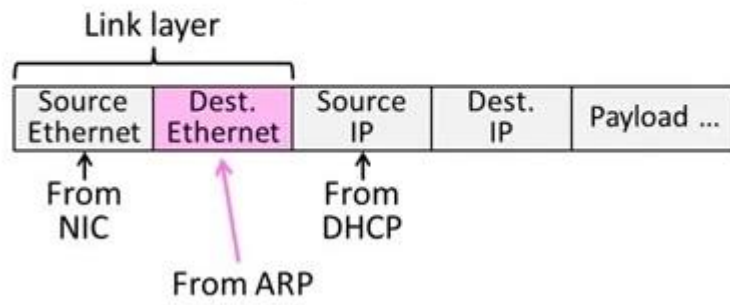 Link layer
Source Dest. Source Dest. Payload ...
Ethernet Ethernet IP IP
From From
NIC DHCP
From ARP